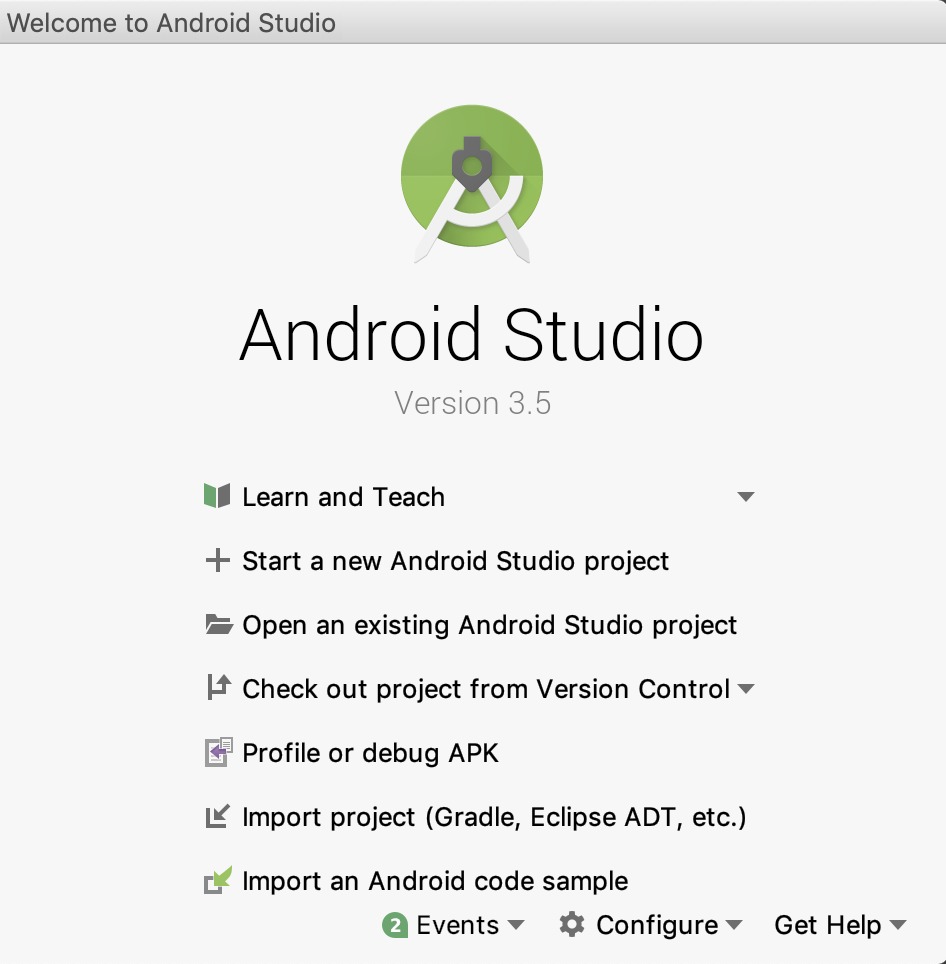 Welcome to Android Studio
Android Studio
Version 3.5
Learn and Teach
Start a new Android Studio project
Open an existing Android Studio project
Check out project from Version Control
Profile or debug APK
Import project (Gradle, Eclipse ADT, etc.)
Import an Android code sample
2 Events Configure Get Help